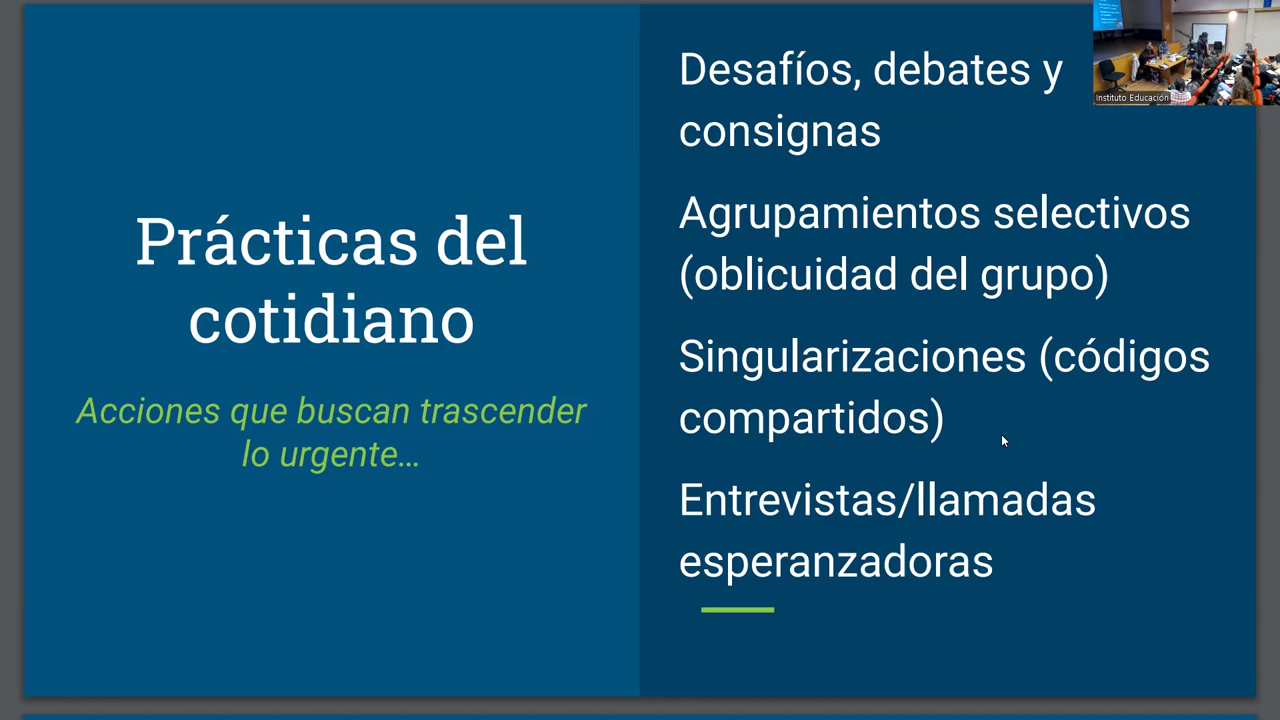 Prácticas del
cotidiano
Acciones que buscan trascender
lo urgente...
Desafíos, debates y
consignas
Agrupamientos selectivos
(oblicuidad del grupo)
Singularizaciones (códigos
compartidos)
Entrevistas/llamadas
esperanzadoras
Instituto Educación